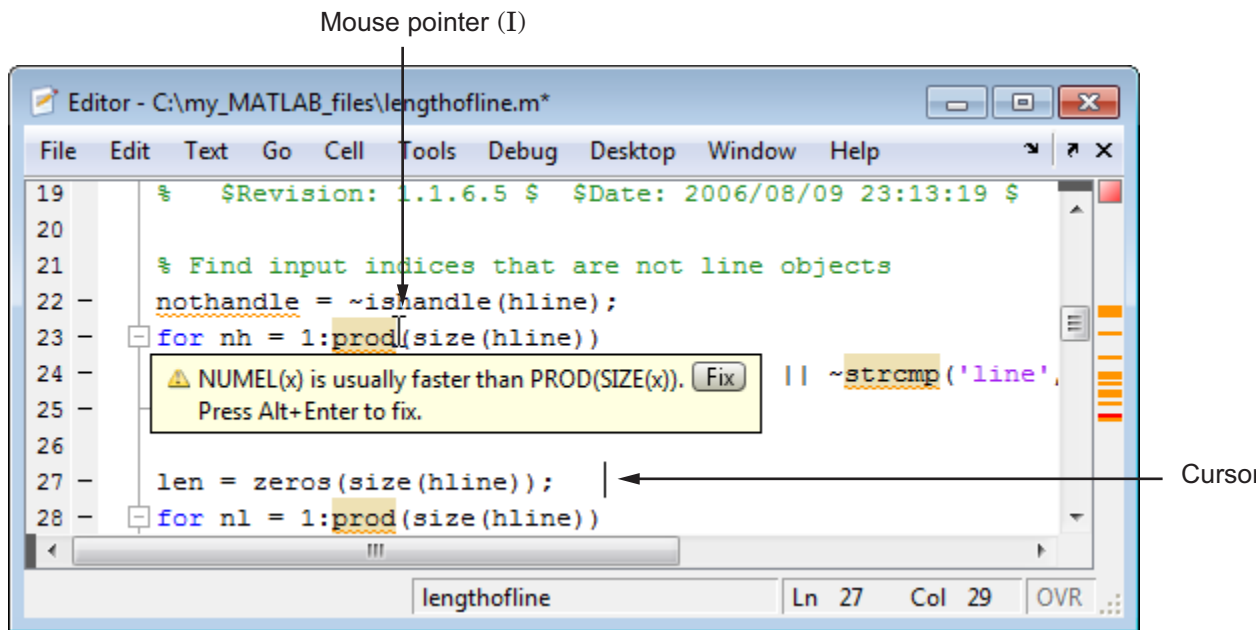 Mouse pointer (I)
Editor - C:\my_MATLAB_files\lengthofline.m*
File Edit Text Go Cell Tools Debug Desktop Window Help
19 % $Revision: 1.1.6.5 $ $Date: 2006/08/09 23:13:19 $
20
21 % Find input indices that are not line objects
22 - nothandle = ~ishandle(hline);
23 - for nh = 1:prod(size(hline))
24 - || ~strcmp('line',
NUMEL(x) is usually faster than PROD(SIZE(x)). Fix
25 -
Press Alt+Enter to fix.
26
27 - len = zeros(size(hline));
Cursor
28 - for nl = 1:prod(size(hline))
lengthofline Ln 27 Col 29 OVR